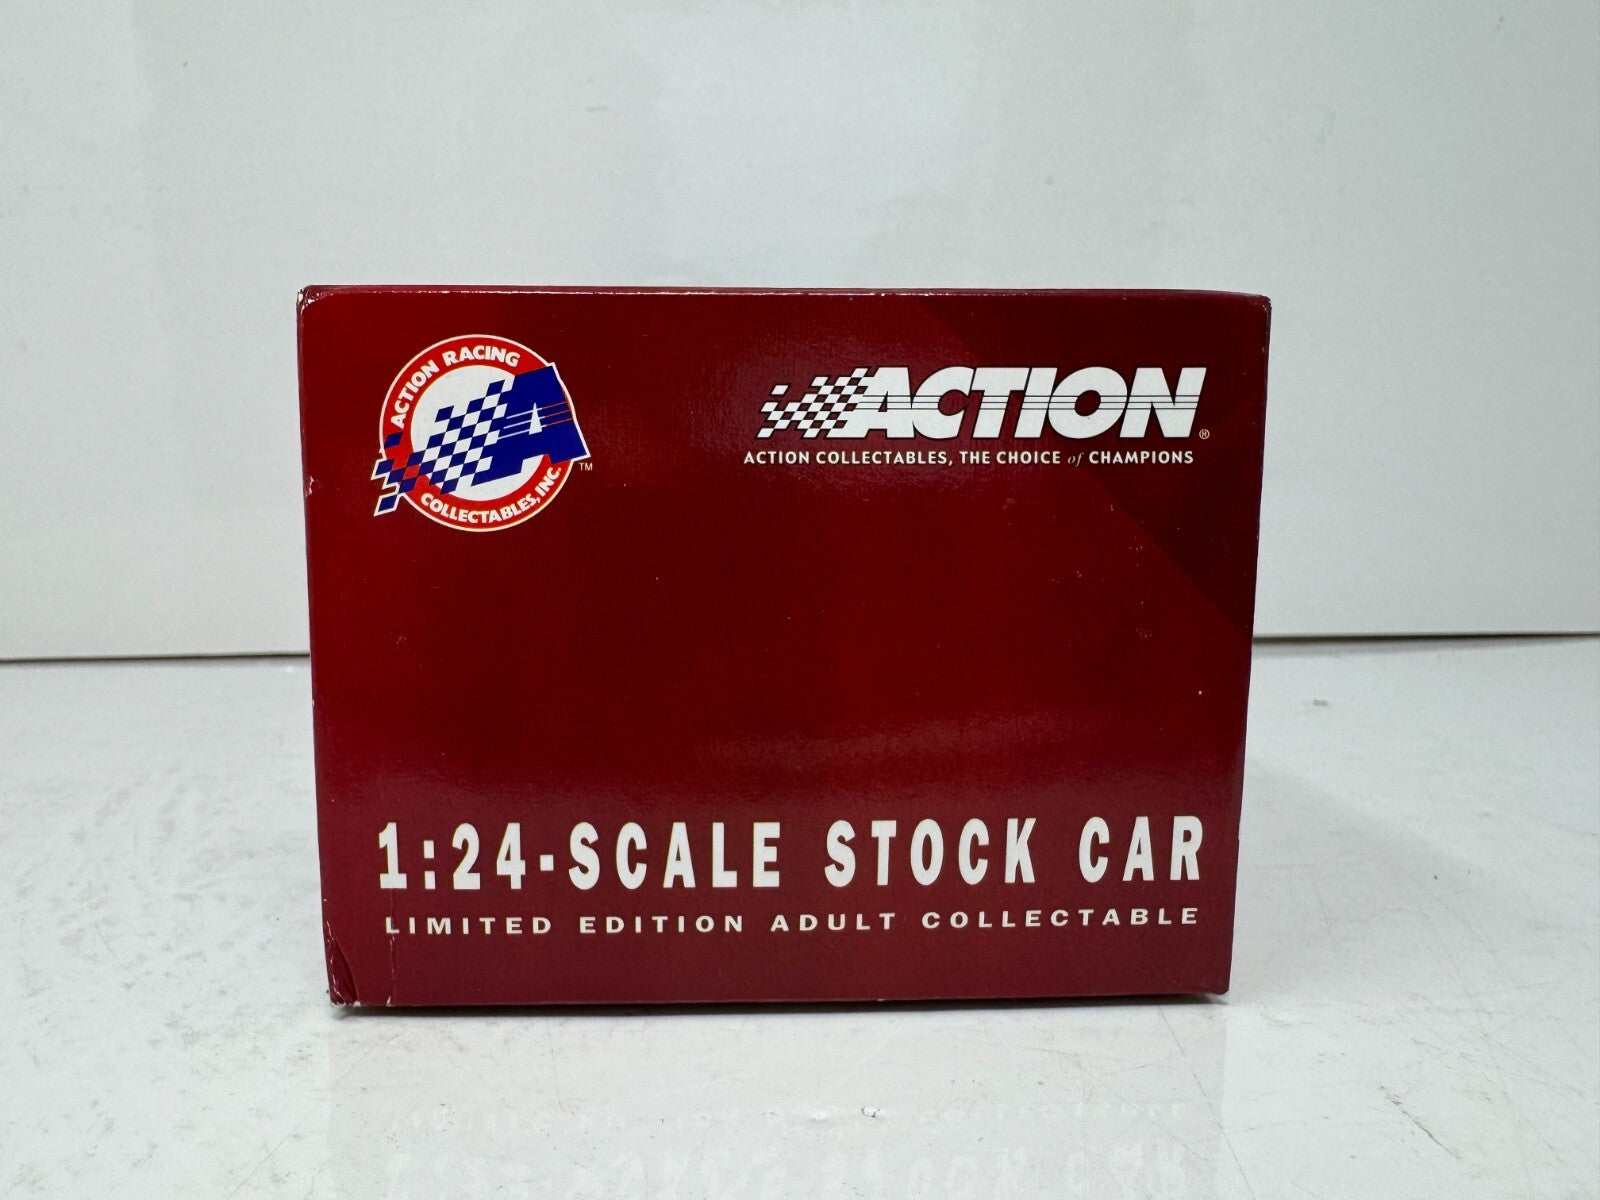 ACTION RACING
COLLECTABLES, INC.
A
TM
ACTION®
ACTION COLLECTABLES, THE CHOICE of CHAMPIONS
1:24-SCALE STOCK CAR
LIMITED EDITION ADULT COLLECTABLE